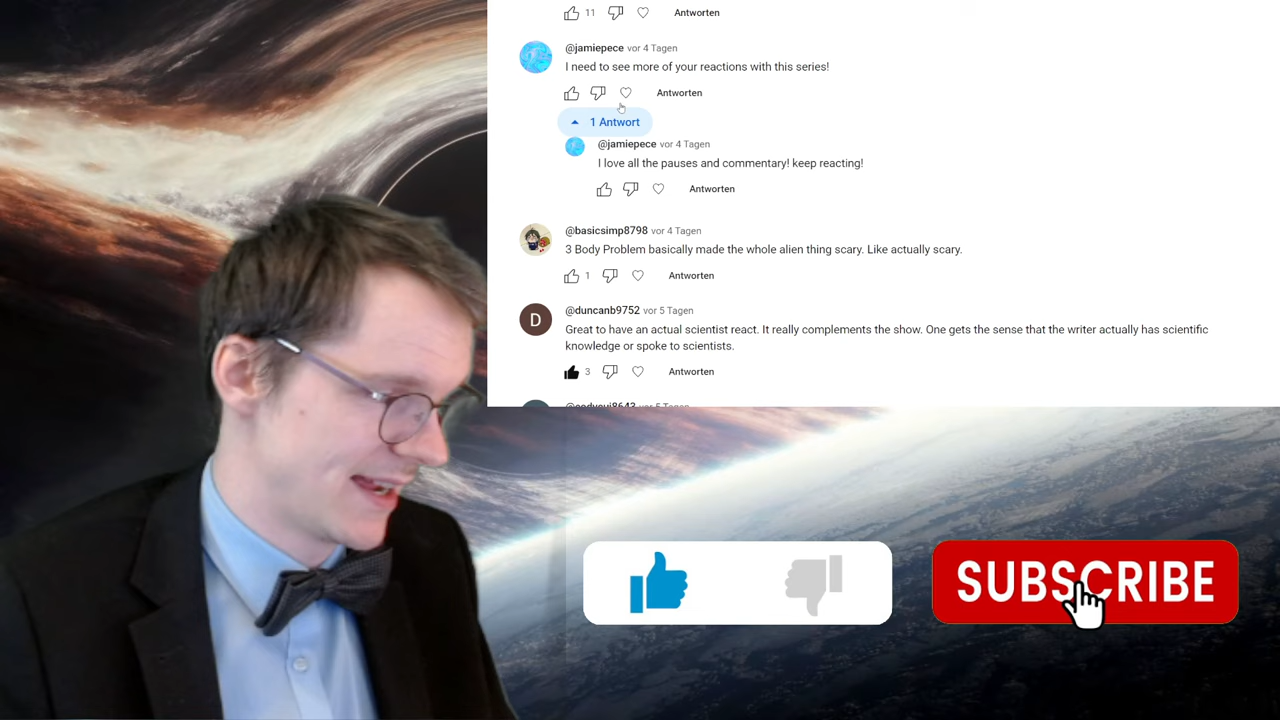 11 Antworten
@jamiepece vor 4 Tagen
I need to see more of your reactions with this series!
Antworten
1 Antwort
@jamiepece vor 4 Tagen
I love all the pauses and commentary! keep reacting!
Antworten
@basicsimp8798 vor 4 Tagen
3 Body Problem basically made the whole alien thing scary. Like actually scary.
1 Antworten
D
@duncanb9752 vor 5 Tagen
Great to have an actual scientist react. It really complements the show. One gets the sense that the writer actually has scientific
knowledge or spoke to scientists.
3 Antworten
vor 5 Tagen
SUBSCRIBE